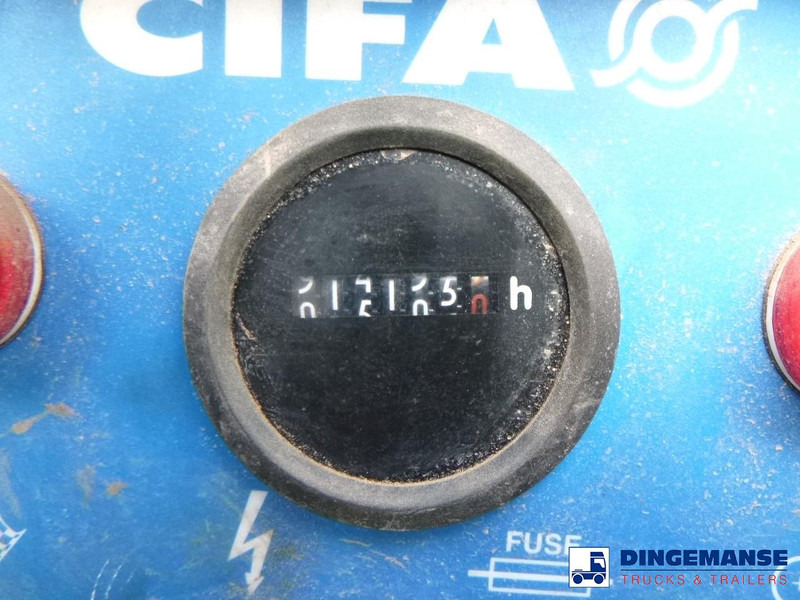 CIFA
h
FUSE
DINGEMANSE
TRUCKS & TRAILERS